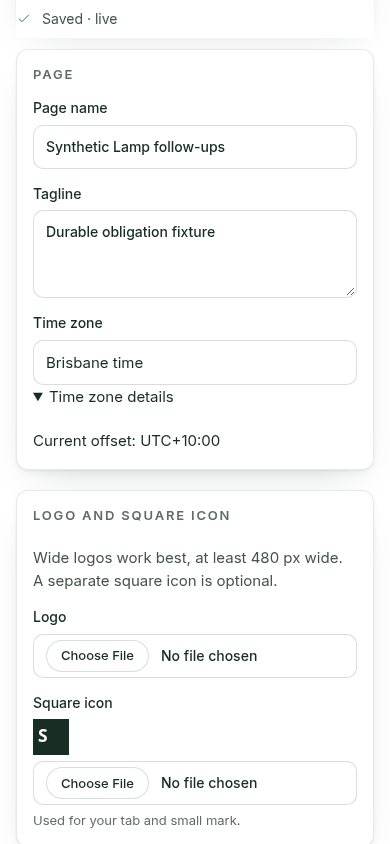 Saved · live
PAGE
Page name
Synthetic Lamp follow-ups
Tagline
Durable obligation fixture
Time zone
Brisbane time
Time zone details
Current offset: UTC+10:00
LOGO AND SQUARE ICON
Wide logos work best, at least 480 px wide.
A separate square icon is optional.
Logo
Choose File No file chosen
Square icon
S
Choose File No file chosen
Used for your tab and small mark.